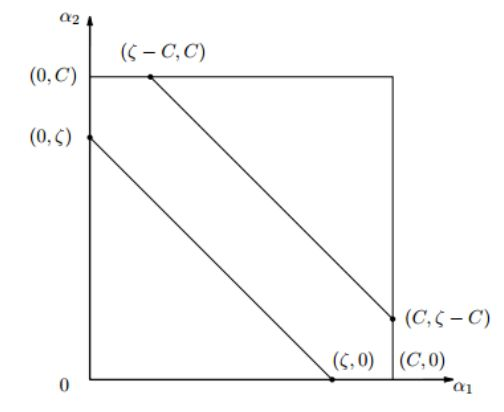 α₂
(ζ − C, C)
(0, C)
(0, ζ)
(C, ζ − C)
(ζ, 0)
(C, 0)
0
α₁